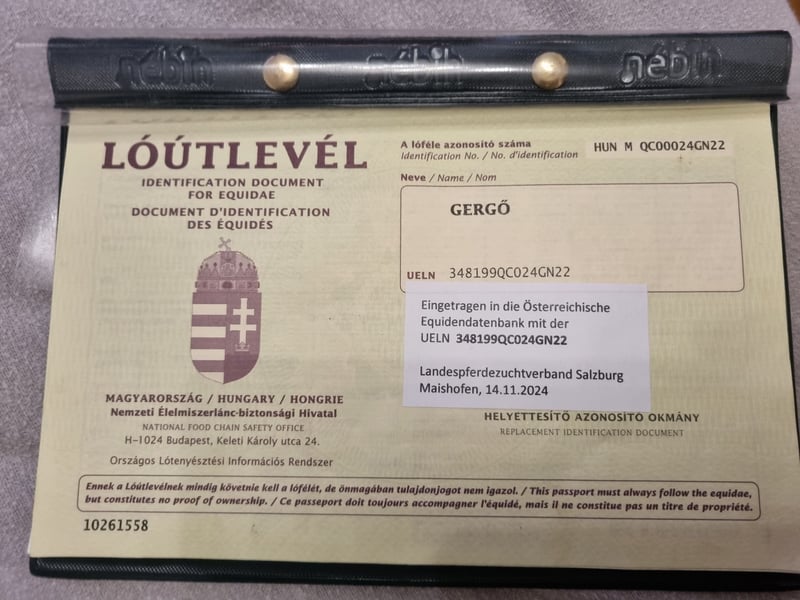 nébih nébih nébih
LÓÚTLEVÉL
IDENTIFICATION DOCUMENT
FOR EQUIDAE
DOCUMENT D'IDENTIFICATION
DES ÉQUIDÉS
MAGYARORSZÁG / HUNGARY / HONGRIE
Nemzeti Élelmiszerlánc-biztonsági Hivatal
NATIONAL FOOD CHAIN SAFETY OFFICE
H–1024 Budapest, Keleti Károly utca 24.
Országos Lótenyésztési Információs Rendszer
A lóféle azonosító száma
Identification No. / No. d'identification
HUN M QC00024GN22
Neve / Name / Nom
GERGŐ
UELN 348199QC024GN22
Eingetragen in die Österreichische
Equidendatenbank mit der
UELN 348199QC024GN22
Landespferdezuchtverband Salzburg
Maishofen, 14.11.2024
HELYETTESÍTŐ AZONOSÍTÓ OKMÁNY
REPLACEMENT IDENTIFICATION DOCUMENT
Ennek a Lóútlevélnek mindig követnie kell a lófélét, de önmagában tulajdonjogot nem igazol. / This passport must always follow the equidae,
but constitutes no proof of ownership. / Ce passeport doit toujours accompagner l'équidé, mais il ne constitue pas un titre de propriété.
10261558